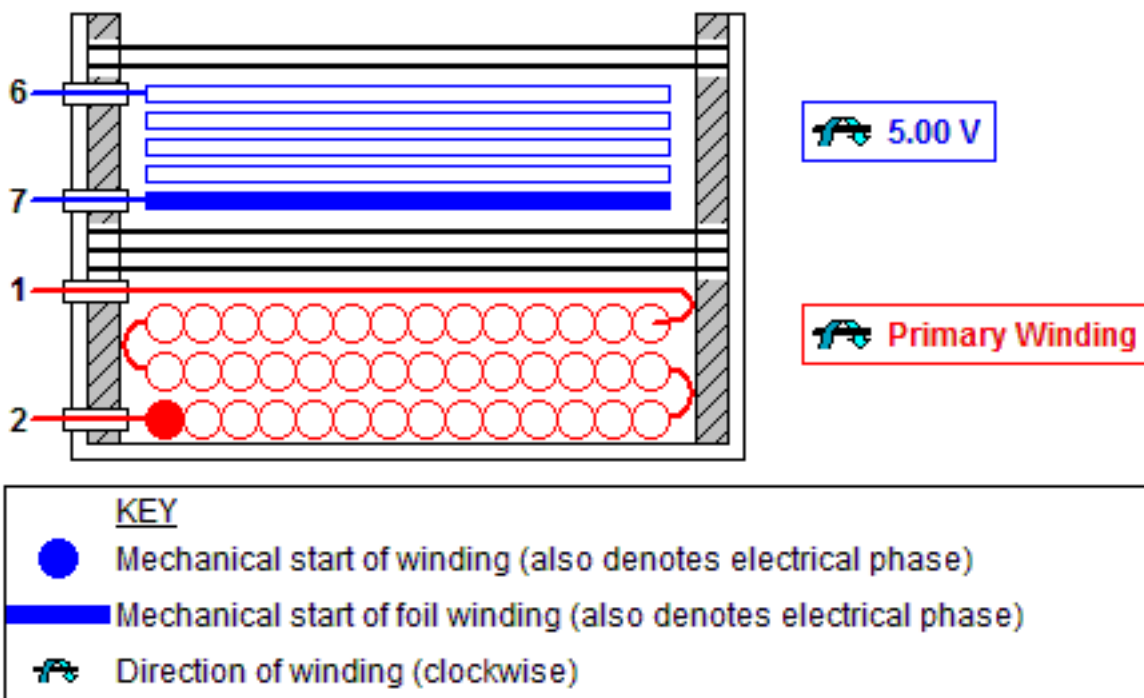 6
5.00 V
7
1
Primary Winding
2
KEY
Mechanical start of winding (also denotes electrical phase)
Mechanical start of foil winding (also denotes electrical phase)
Direction of winding (clockwise)